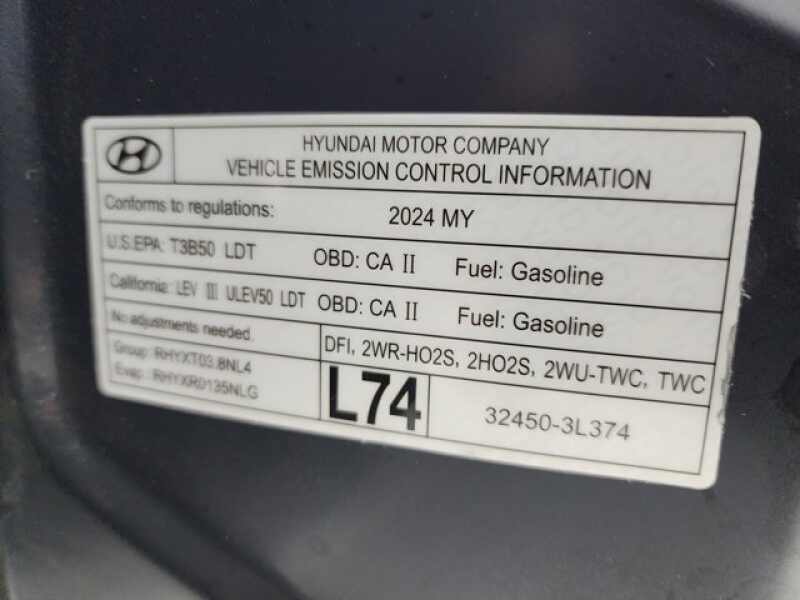 HYUNDAI MOTOR COMPANY
VEHICLE EMISSION CONTROL INFORMATION
Conforms to regulations: 2024 MY
U.S.EPA: T3B50 LDT OBD: CA II Fuel: Gasoline
California: LEV III ULEV50 LDT OBD: CA II Fuel: Gasoline
No adjustments needed.
Group: RHYXT03.8NL4
Evap: RHYXR0135NLG
DFI, 2WR-HO2S, 2HO2S, 2WU-TWC, TWC
L74
32450-3L374